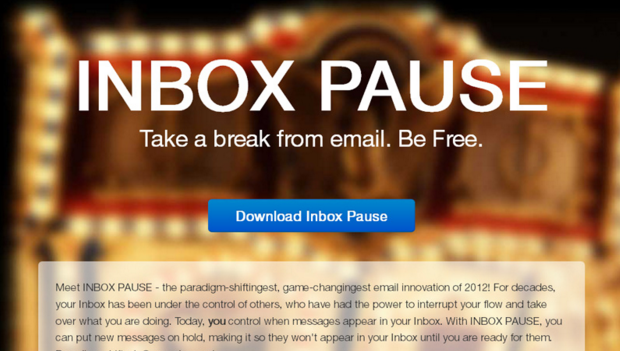 INBOX PAUSE
Take a break from email. Be Free.
Download Inbox Pause
Meet INBOX PAUSE - the paradigm-shiftingest, game-changingest email innovation of 2012! For decades,
your Inbox has been under the control of others, who have had the power to interrupt your flow and take
over what you are doing. Today, you control when messages appear in your Inbox. With INBOX PAUSE, you
can put new messages on hold, making it so they won't appear in your Inbox until you are ready for them.